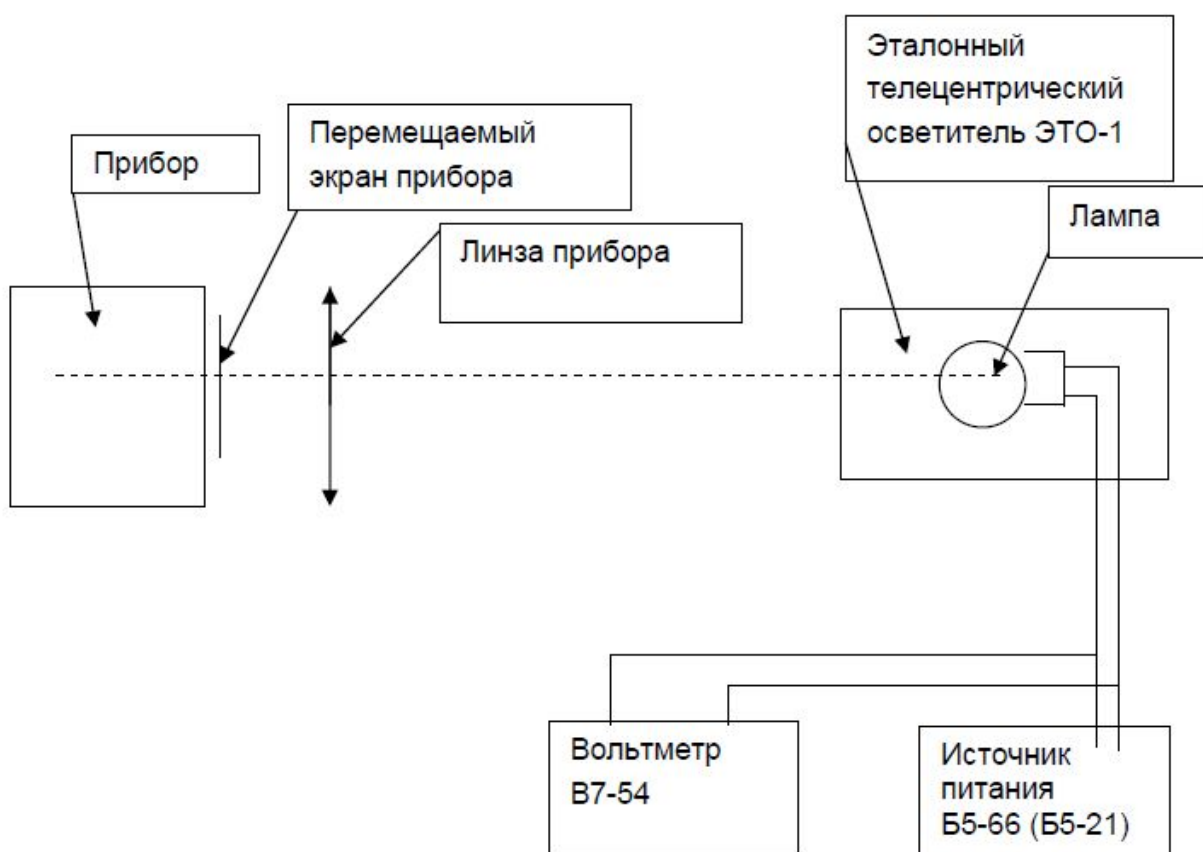 Эталонный
телецентрический
осветитель ЭТО-1
Перемещаемый
экран прибора
Прибор
Лампа
Линза прибора
Вольтметр
В7-54
Источник
питания
Б5-66 (Б5-21)